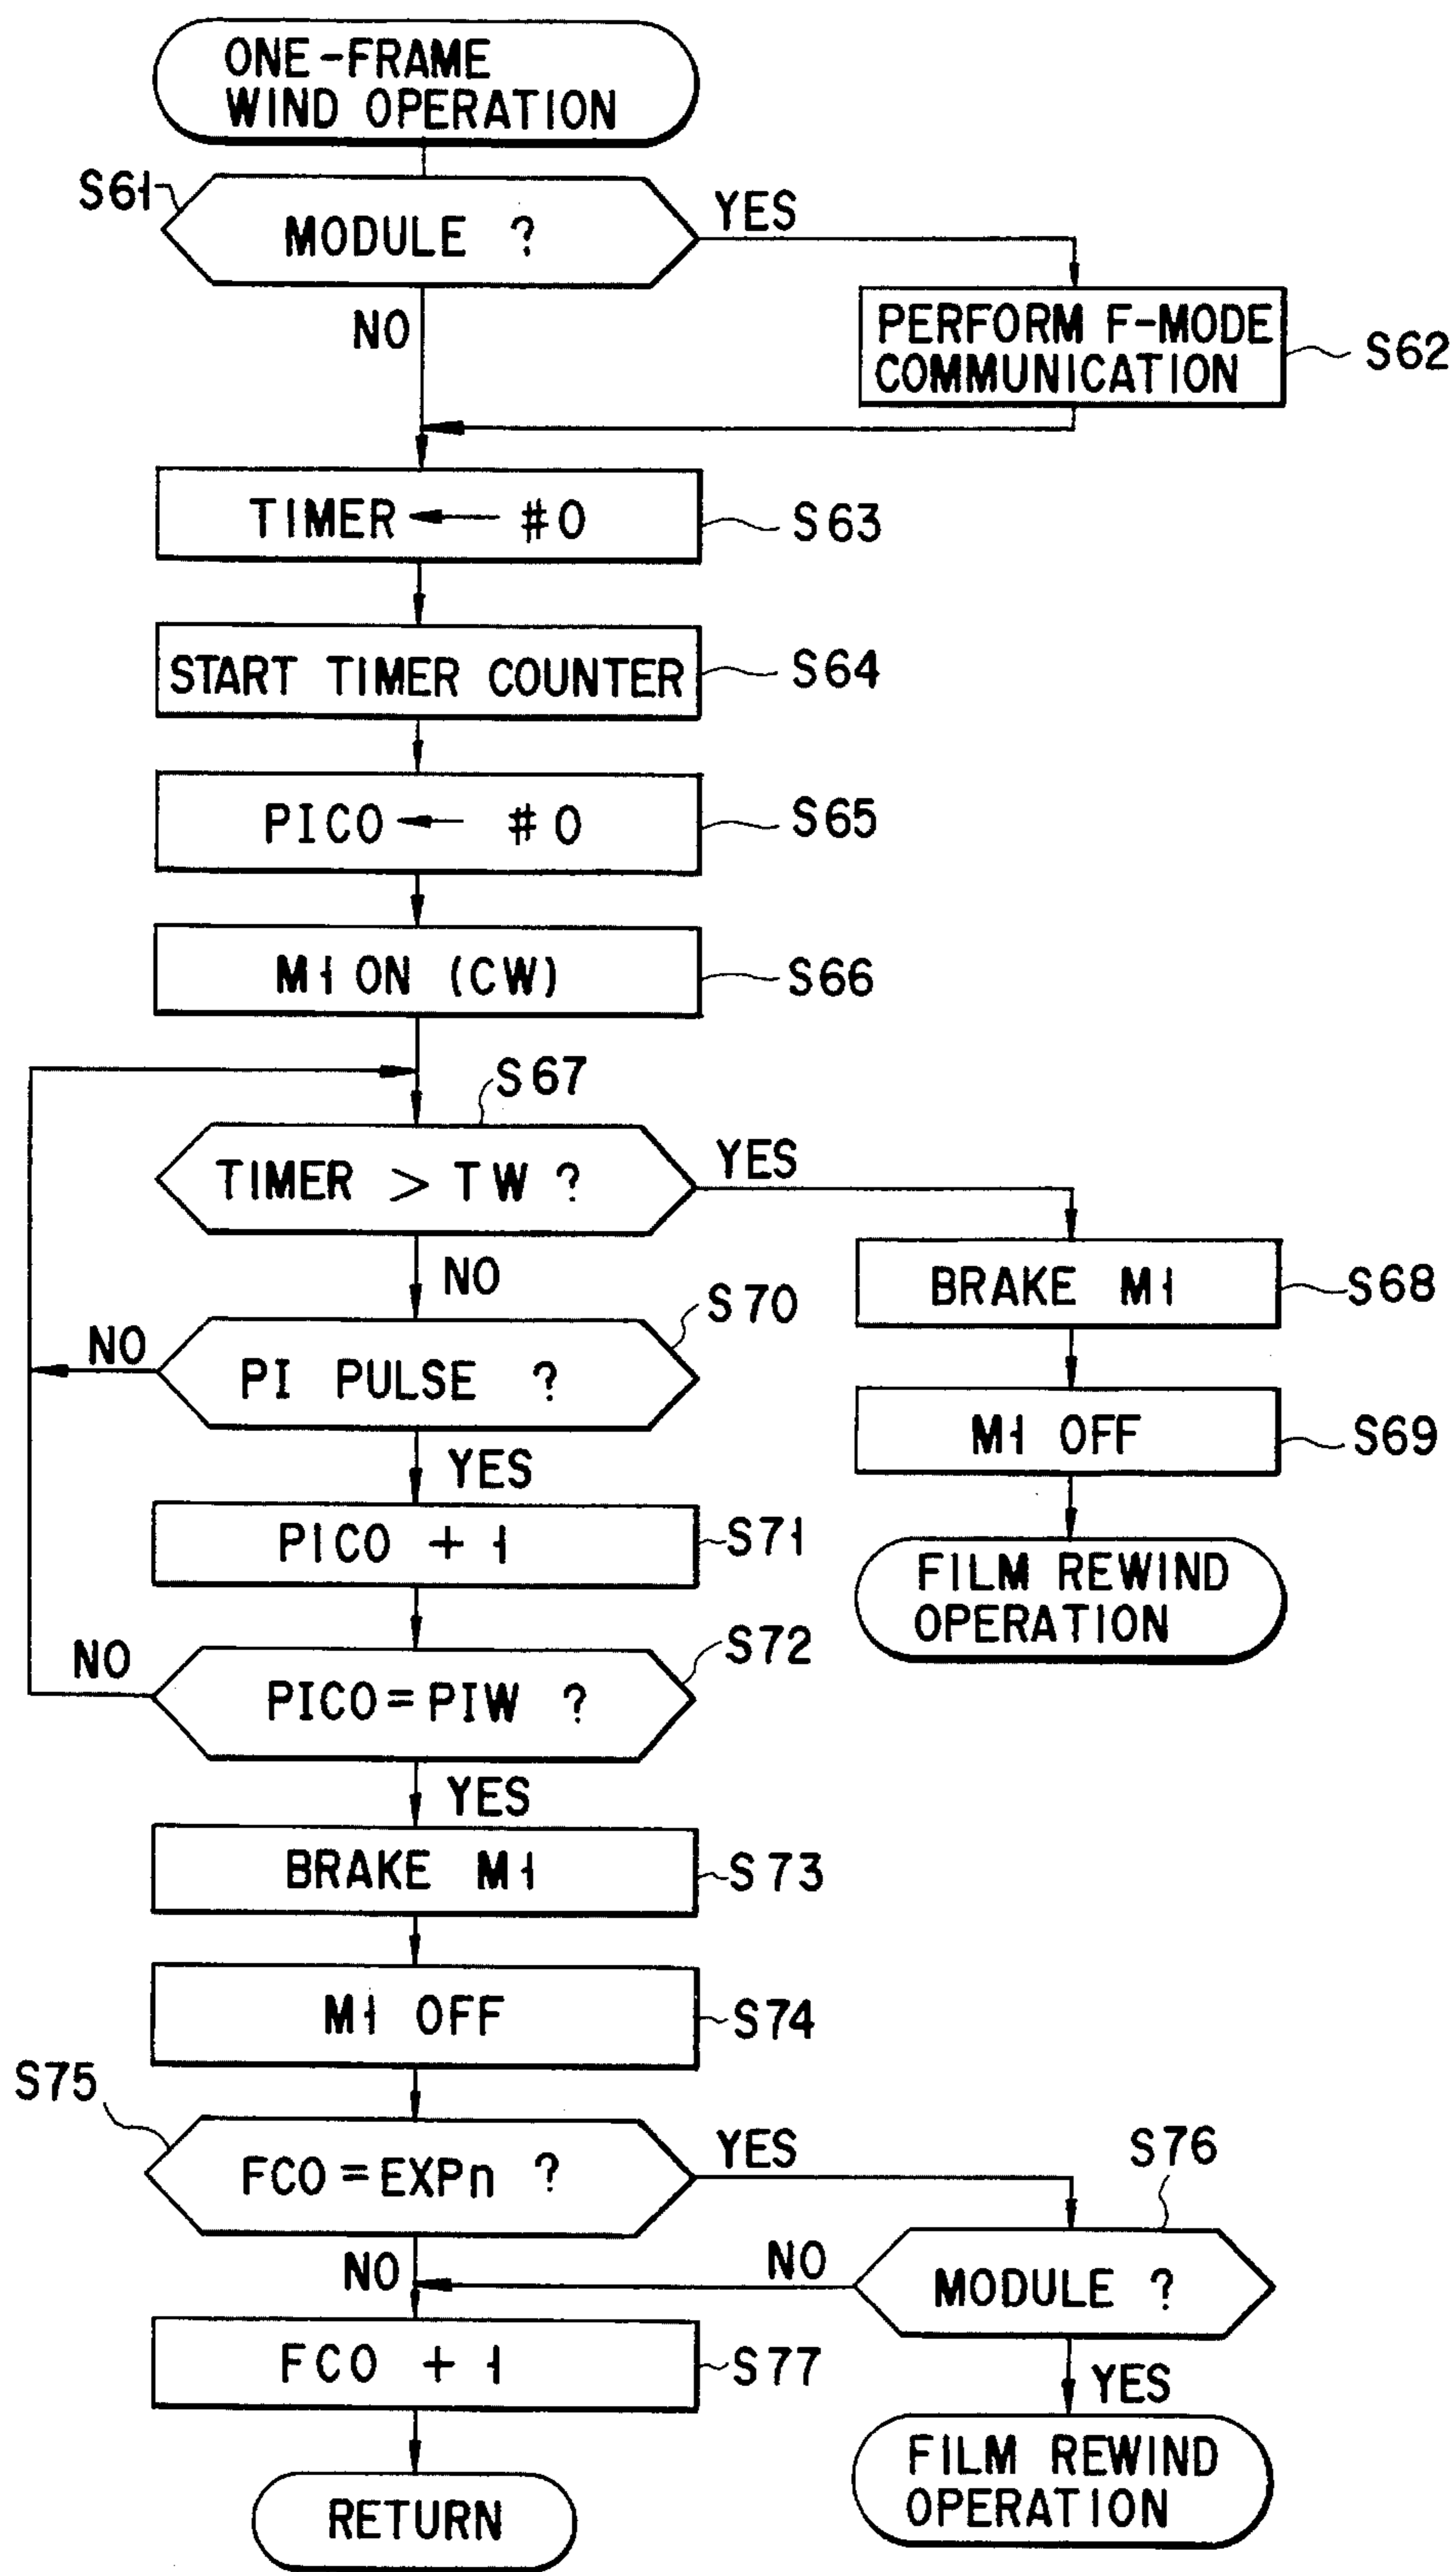 ONE-FRAME
WIND OPERATION
S61
MODULE ?
YES
NO
PERFORM F-MODE
COMMUNICATION
S62
TIMER ← #0
S63
START TIMER COUNTER
S64
PICO ← #0
S65
M1 ON (CW)
S66
S67
TIMER > TW ?
YES
NO
BRAKE M1
S68
S70
NO
PI PULSE ?
YES
M1 OFF
S69
PICO + 1
S71
FILM REWIND
OPERATION
NO
S72
PICO = PIW ?
YES
BRAKE M1
S73
M1 OFF
S74
S75
FCO = EXPn ?
YES
S76
NO
NO
MODULE ?
FCO + 1
S77
YES
FILM REWIND
OPERATION
RETURN